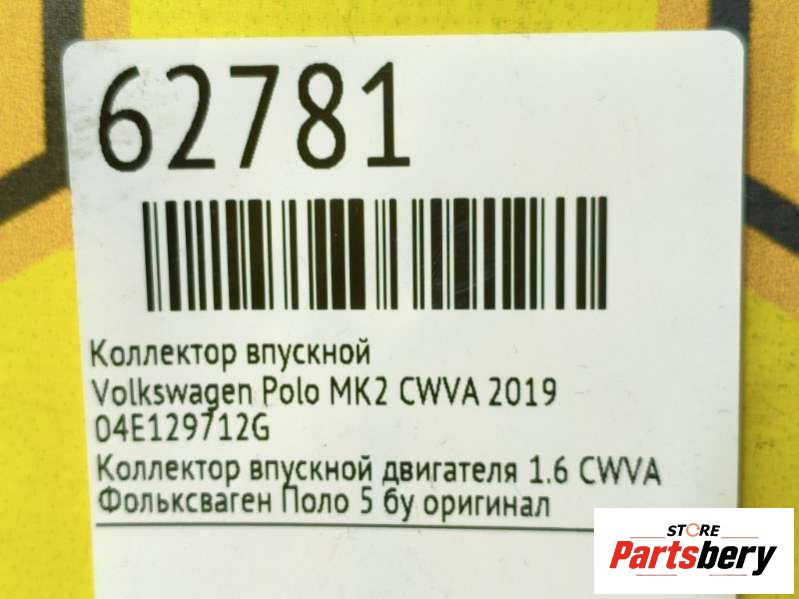 62781
Коллектор впускной
Volkswagen Polo MK2 CWVA 2019
04E129712G
Коллектор впускной двигателя 1.6 CWVA
Фольксваген Поло 5 бу оригинал
STORE
Partsbery